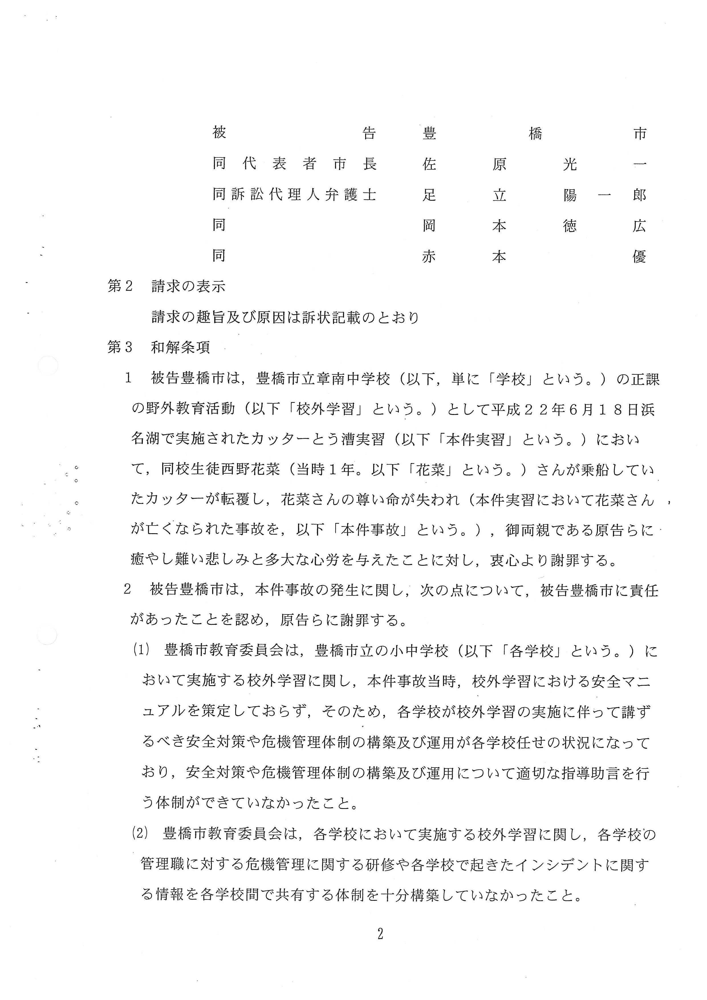 被告 豊橋市
同代表者市長 佐原光一
同訴訟代理人弁護士 足立陽一郎
同 岡本徳広
同 赤本優
第2 請求の表示
請求の趣旨及び原因は訴状記載のとおり
第3 和解条項
1 被告豊橋市は，豊橋市立章南中学校（以下，単に「学校」という。）の正課
の野外教育活動（以下「校外学習」という。）として平成２２年６月１８日浜
名湖で実施されたカッターとう漕実習（以下「本件実習」という。）におい
て，同校生徒西野花菜（当時１年。以下「花菜」という。）さんが乗船してい
たカッターが転覆し，花菜さんの尊い命が失われ（本件実習において花菜さん
が亡くなられた事故を，以下「本件事故」という。），御両親である原告らに
癒やし難い悲しみと多大な心労を与えたことに対し，衷心より謝罪する。
2 被告豊橋市は，本件事故の発生に関し，次の点について，被告豊橋市に責任
があったことを認め，原告らに謝罪する。
(1) 豊橋市教育委員会は，豊橋市立の小中学校（以下「各学校」という。）に
おいて実施する校外学習に関し，本件事故当時，校外学習における安全マニ
ュアルを策定しておらず，そのため，各学校が校外学習の実施に伴って講ず
るべき安全対策や危機管理体制の構築及び運用が各学校任せの状況になって
おり，安全対策や危機管理体制の構築及び運用について適切な指導助言を行
う体制ができていなかったこと。
(2) 豊橋市教育委員会は，各学校において実施する校外学習に関し，各学校の
管理職に対する危機管理に関する研修や各学校で起きたインシデントに関す
る情報を各学校間で共有する体制を十分構築していなかったこと。
2